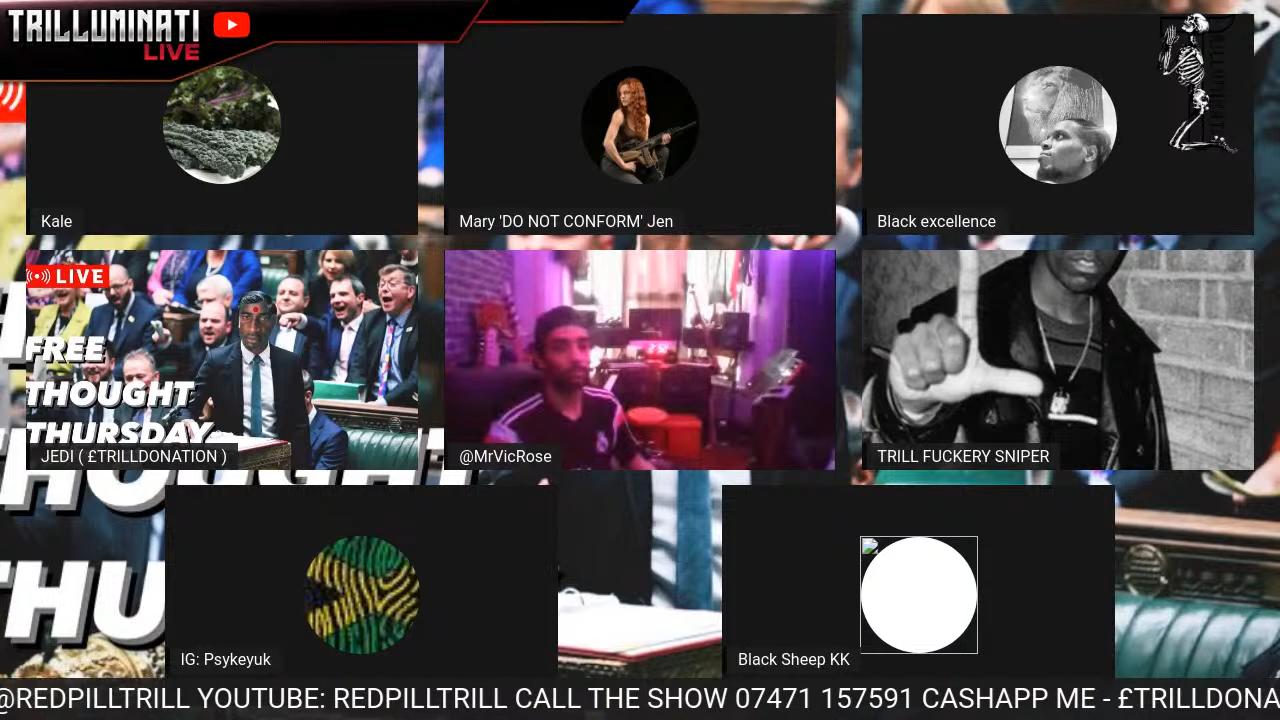 TRILLUMINATI
LIVE
Kale
Mary 'DO NOT CONFORM' Jen
Black excellence
LIVE
FREE
THOUGHT
THURSDAY
JEDI ( £TRILLDONATION )
@MrVicRose
TRILL FUCKERY SNIPER
IG: Psykeyuk
Black Sheep KK
@REDPILLTRILL YOUTUBE: REDPILLTRILL CALL THE SHOW 07471 157591 CASHAPP ME - £TRILLDONA